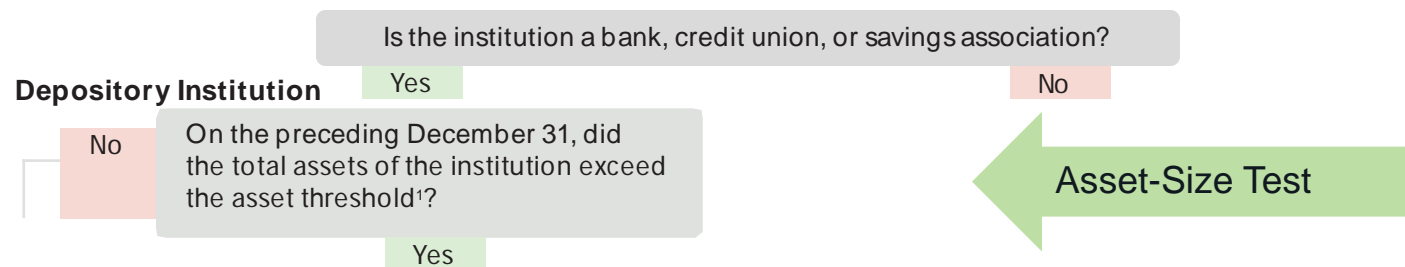 Is the institution a bank, credit union, or savings association?
Yes
No
Depository Institution
No
On the preceding December 31, did
the total assets of the institution exceed
the asset threshold¹?
Asset-Size Test
Yes